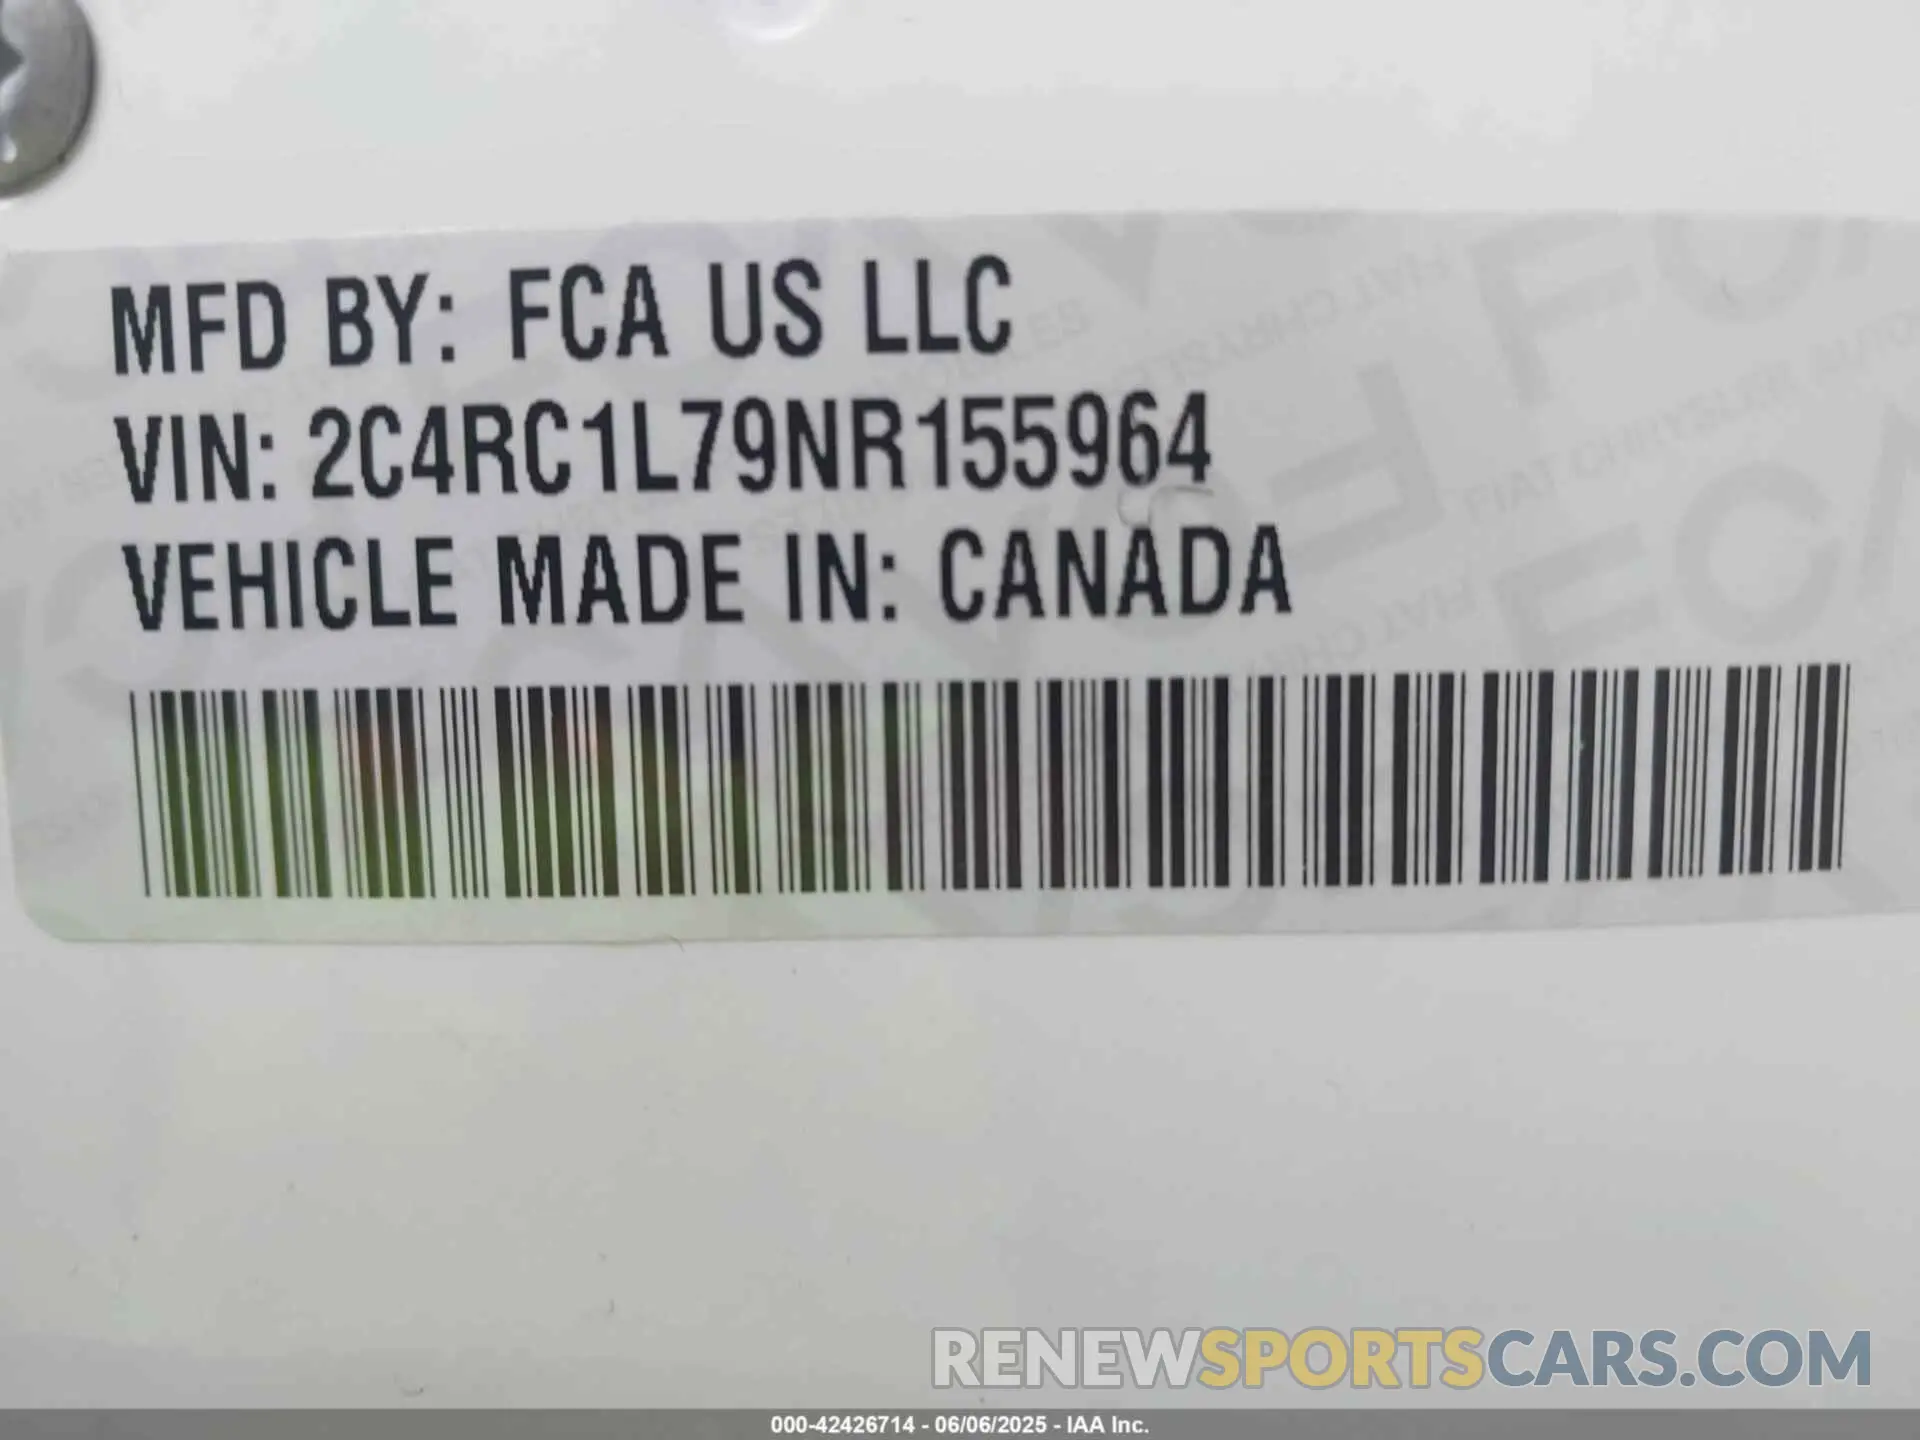 MFD BY: FCA US LLC
VIN: 2C4RC1L79NR155964
VEHICLE MADE IN: CANADA
RENEWSPORTSCARS.COM
000-42426714 - 06/06/2025 - IAA Inc.